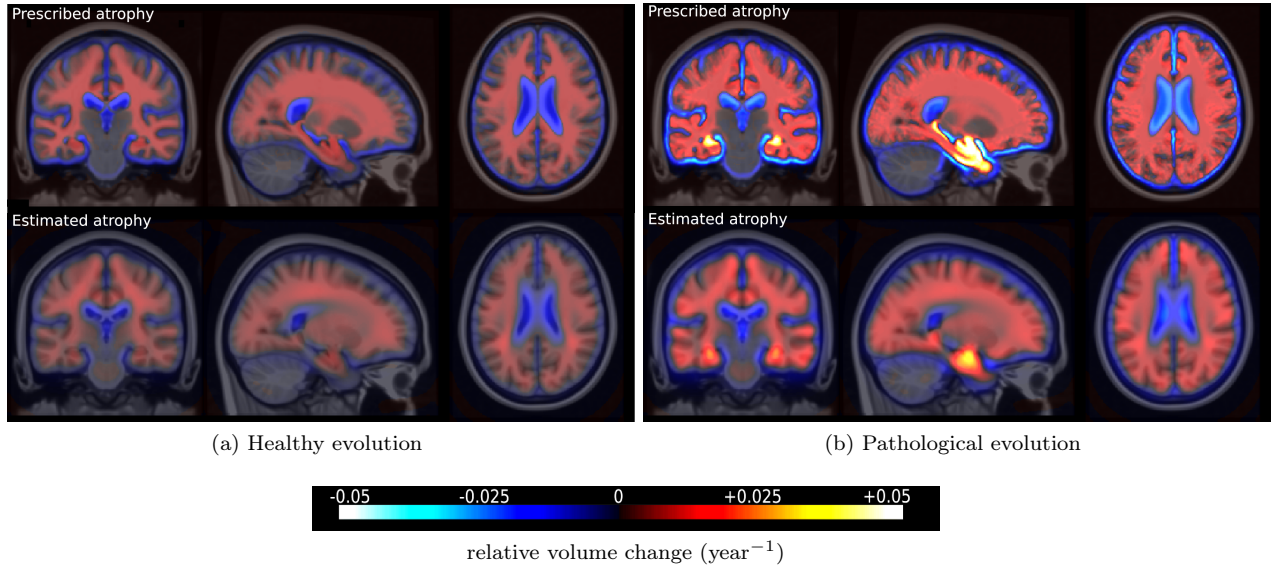 Prescribed atrophy
Prescribed atrophy
Estimated atrophy
Estimated atrophy
(a) Healthy evolution
(b) Pathological evolution
-0.05 -0.025 0 +0.025 +0.05
relative volume change (year⁻¹)